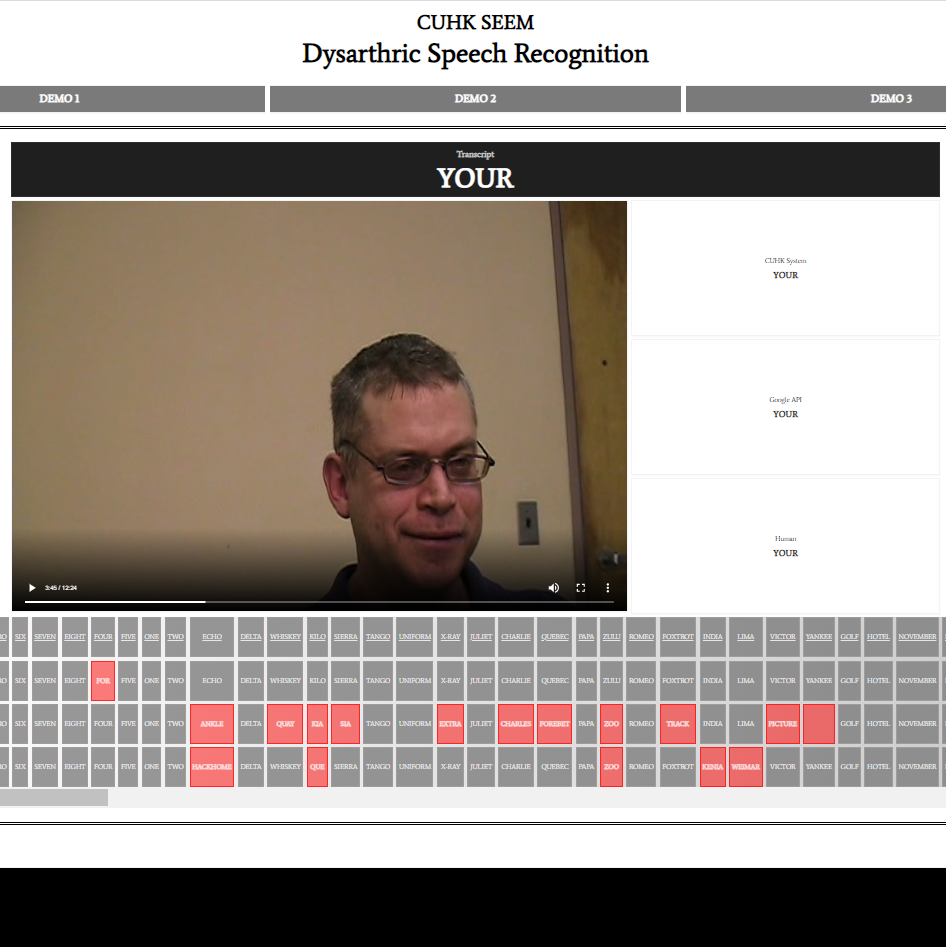 CUHK SEEM
Dysarthric Speech Recognition
DEMO 1 DEMO 2 DEMO 3
Transcript
YOUR
CUHK System
YOUR
Google API
YOUR
Human
YOUR
3:45 / 12:24
SIX SEVEN EIGHT FOUR FIVE ONE TWO ECHO DELTA WHISKEY KILO SIERRA TANGO UNIFORM X-RAY JULIET CHARLIE QUEBEC PAPA ZULU ROMEO FOXTROT INDIA LIMA VICTOR YANKEE GOLF HOTEL NOVEMBER
SIX SEVEN EIGHT FOR FIVE ONE TWO ECHO DELTA WHISKEY KILO SIERRA TANGO UNIFORM X-RAY JULIET CHARLIE QUEBEC PAPA ZULU ROMEO FOXTROT INDIA LIMA VICTOR YANKEE GOLF HOTEL NOVEMBER
SIX SEVEN EIGHT FOUR FIVE ONE TWO ANKLE DELTA QUAY KIA SIA TANGO UNIFORM EXTRA JULIET CHARLES FOREBET PAPA ZOO ROMEO TRACK INDIA LIMA PICTURE GOLF HOTEL NOVEMBER
SIX SEVEN EIGHT FOUR FIVE ONE TWO HACKHOME DELTA WHISKEY QUE SIERRA TANGO UNIFORM X-RAY JULIET CHARLIE QUEBEC PAPA ZOO ROMEO FOXTROT KENIA WEIMAR VICTOR YANKEE GOLF HOTEL NOVEMBER